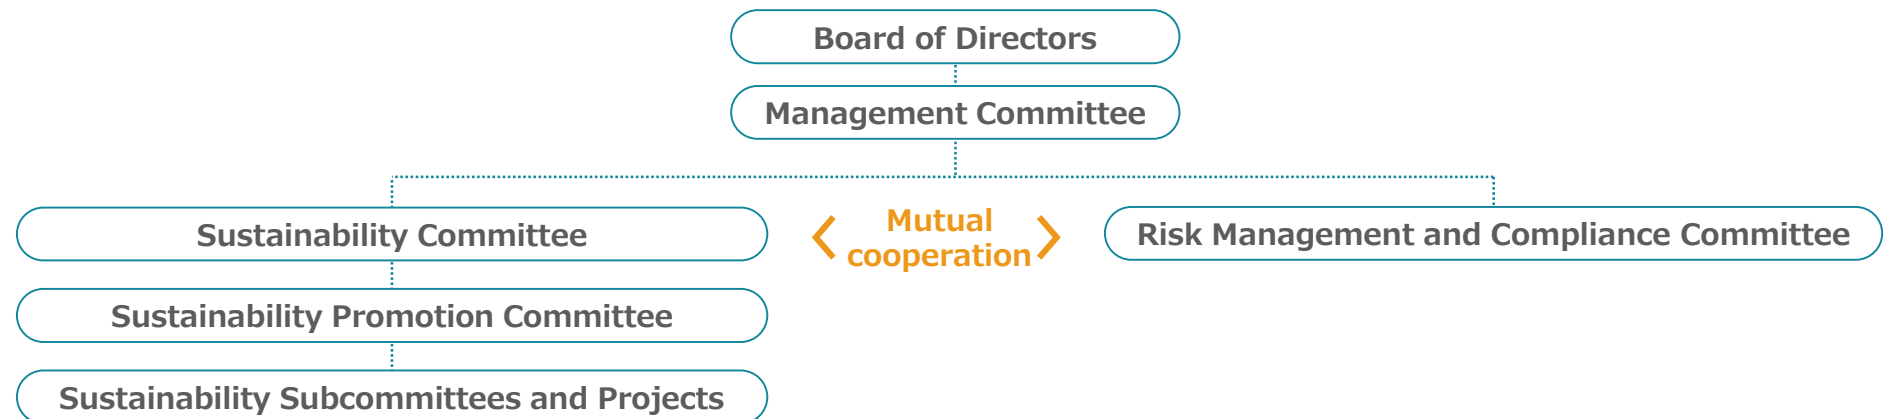 Board of Directors
Management Committee
Sustainability Committee
Mutual
cooperation
Risk Management and Compliance Committee
Sustainability Promotion Committee
Sustainability Subcommittees and Projects